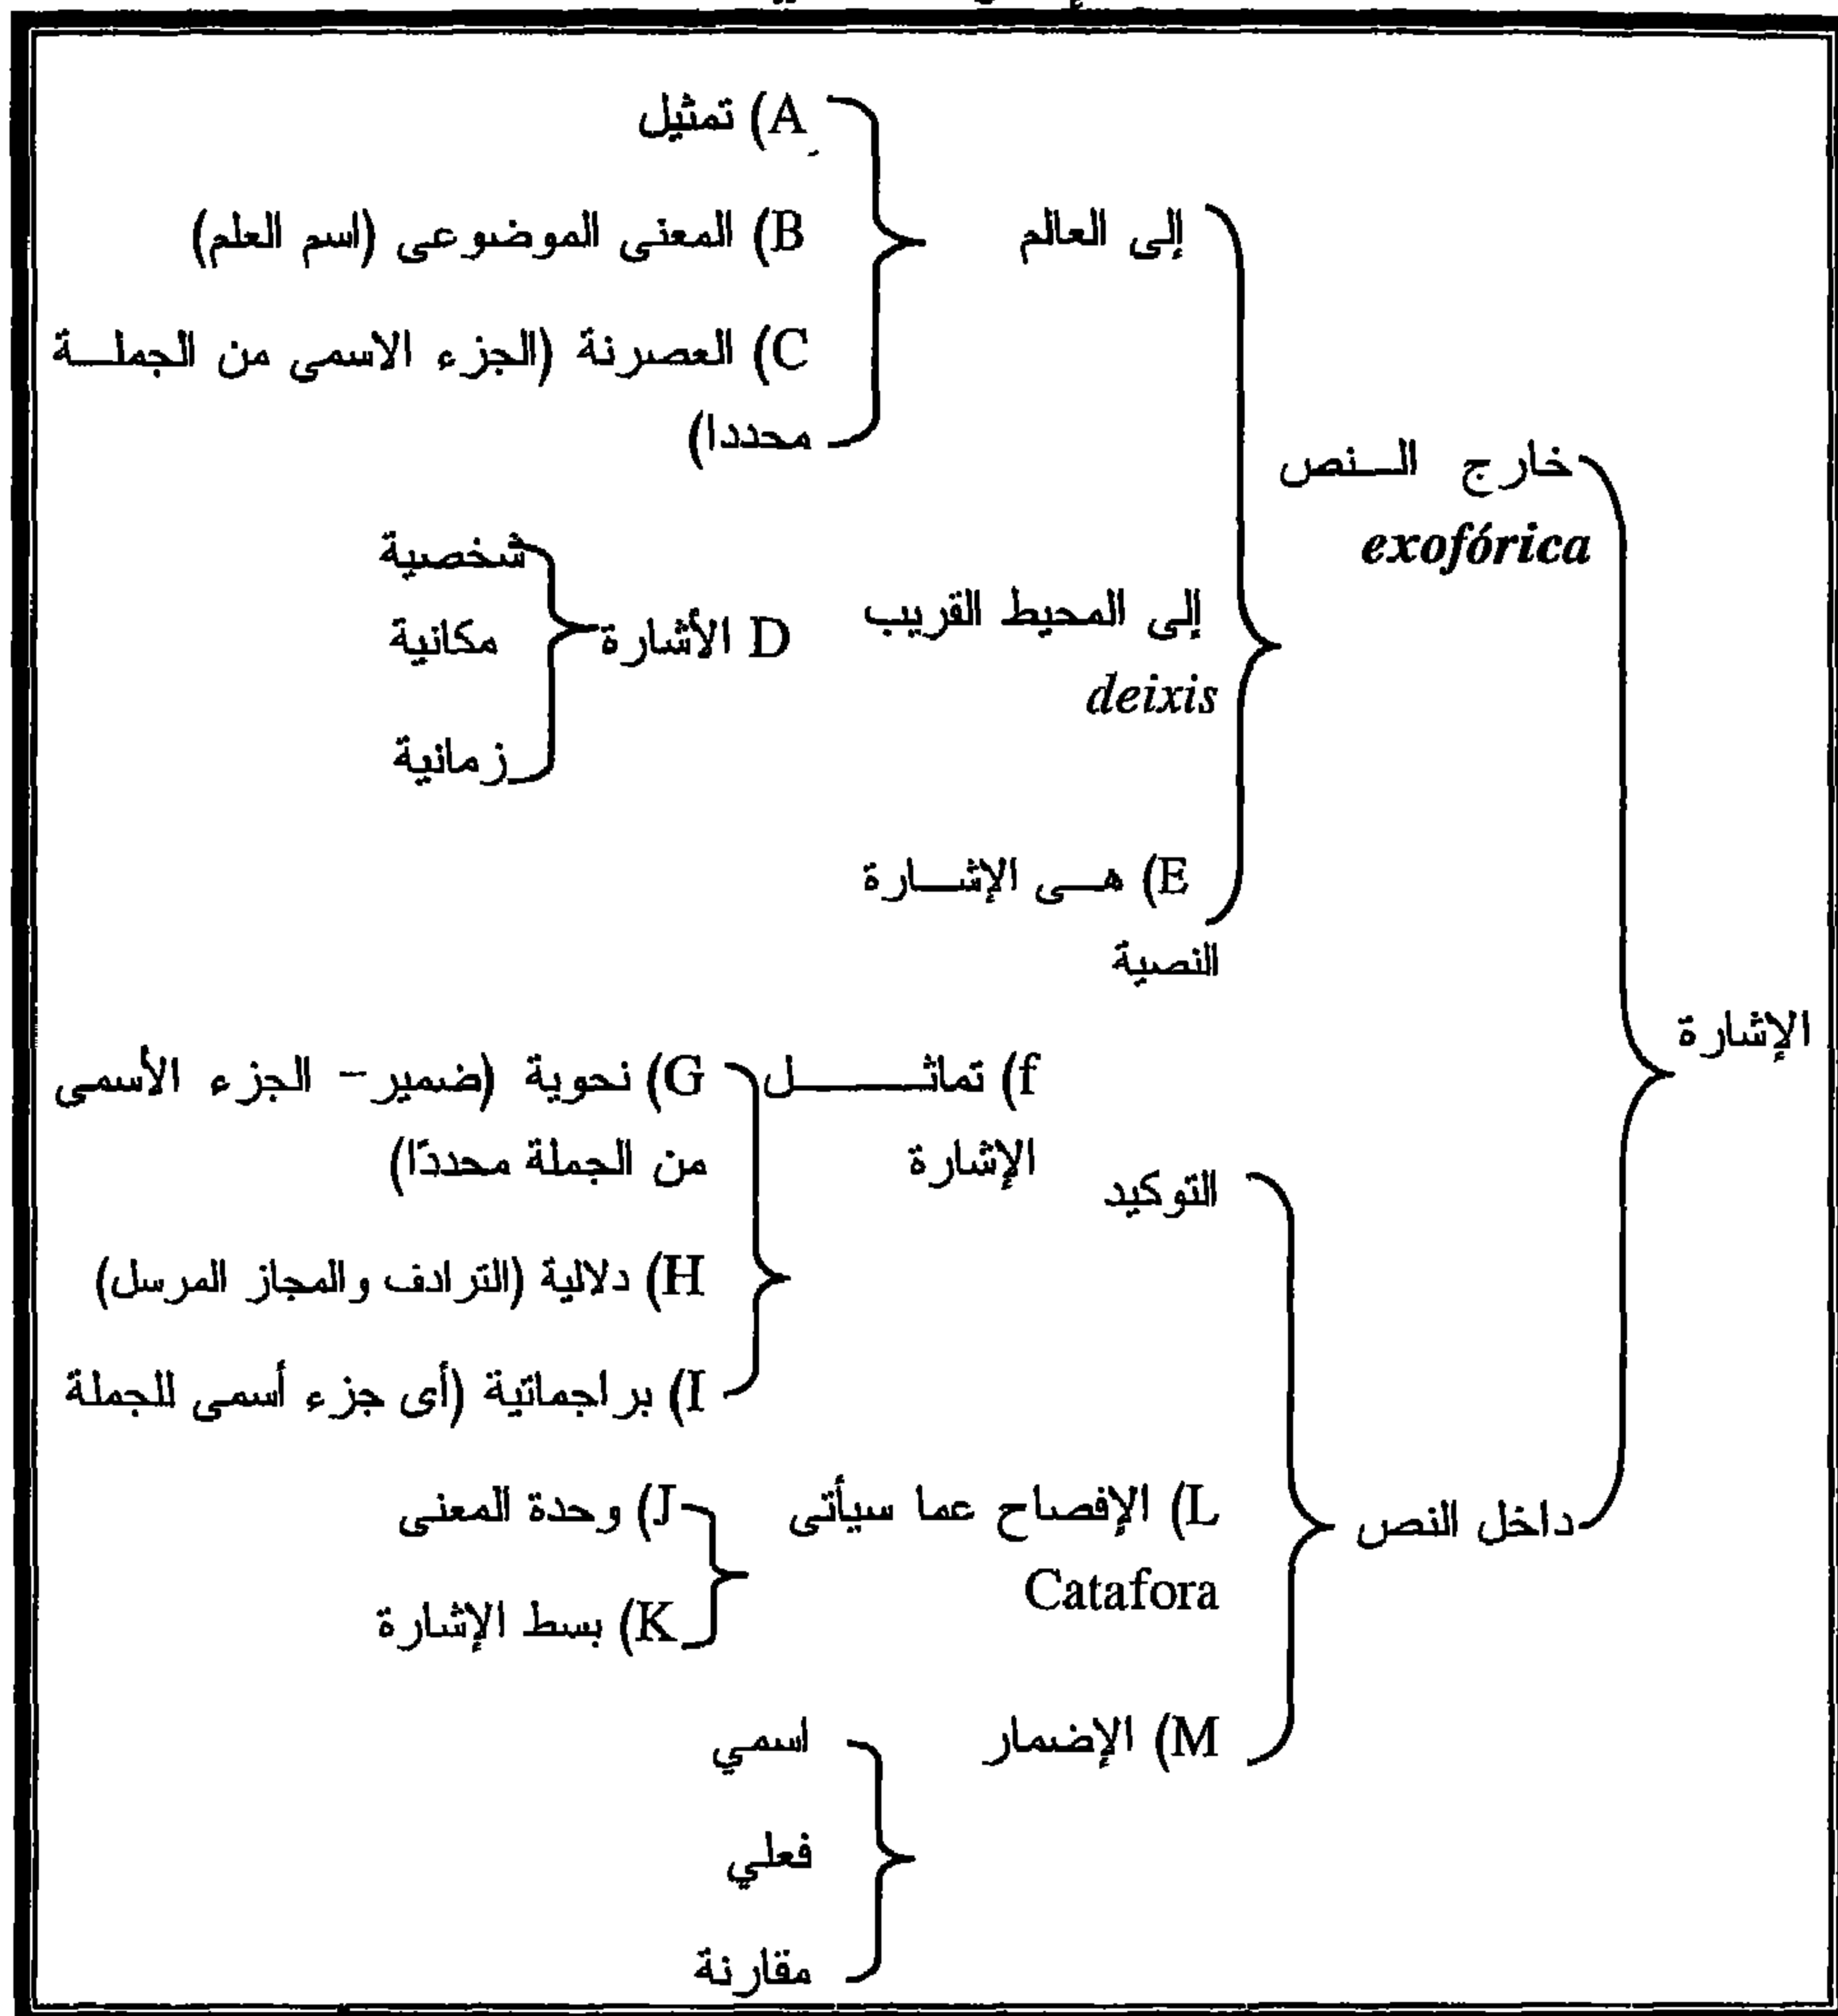 A) تمثيل
إلى العالم
B) المعنى الموضوعى (اسم العلم)
C) العصرنة (الجزء الاسمى من الجملة
محددا)
خارج النص
exofórica
شخصية
إلى المحيط القريب
D الأشارة
مكانية
deixis
زمانية
E) هى الإشارة
النصية
الإشارة
f) تماثل
الإشارة
G) نحوية (ضمير - الجزء الأسمى
من الجملة محددًا)
التوكيد
H) دلالية (الترادف والمجاز المرسل)
I) براجماتية (أى جزء أسمى للجملة
داخل النص
L) الإفصاح عما سيأتى
Catafora
J) وحدة المعنى
K) بسط الإشارة
M) الإضمار
اسمي
فعلي
مقارنة